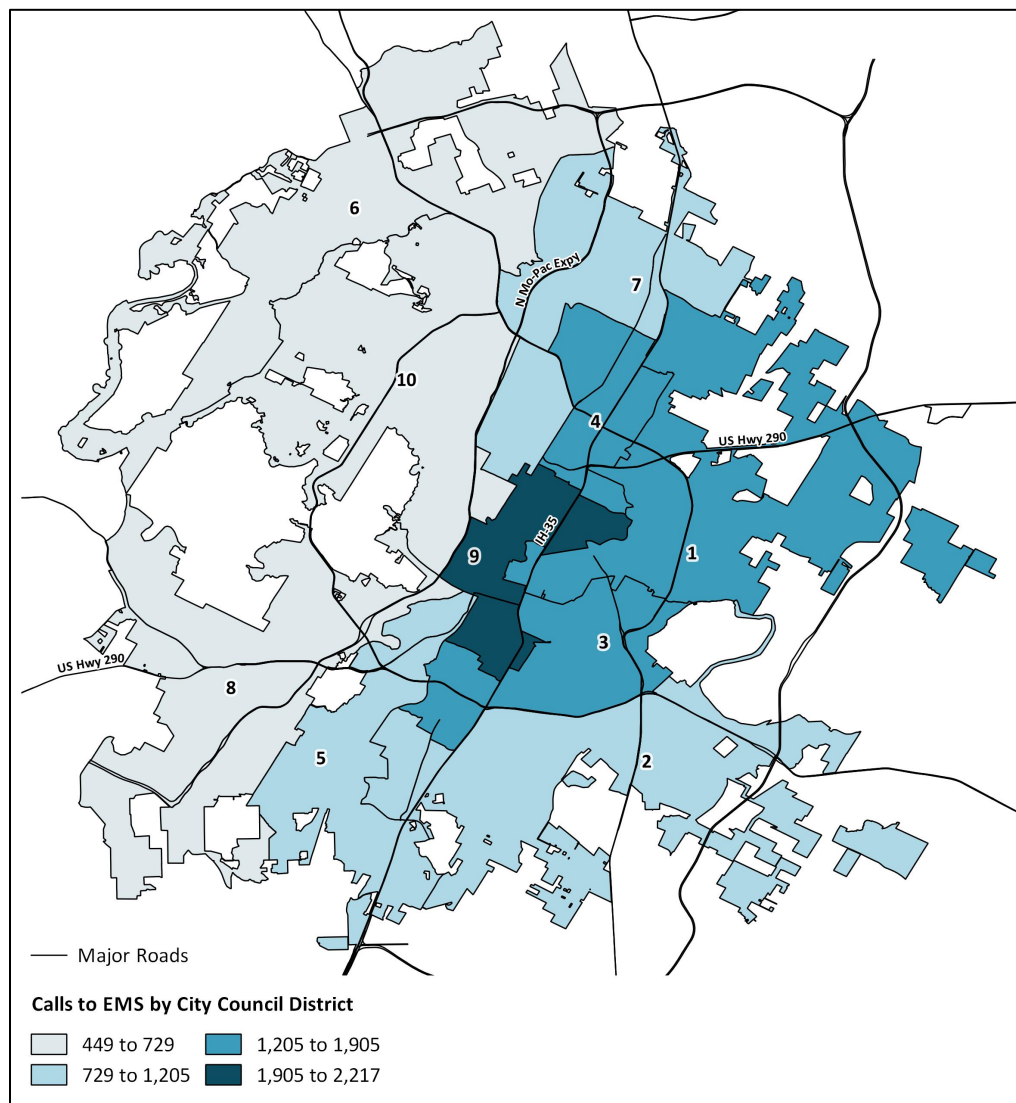 6
N Mo-Pac Expy
7
10
4
US Hwy 290
IH-35
9
1
3
US Hwy 290
8
5
2
Major Roads
Calls to EMS by City Council District
449 to 729
1,205 to 1,905
729 to 1,205
1,905 to 2,217